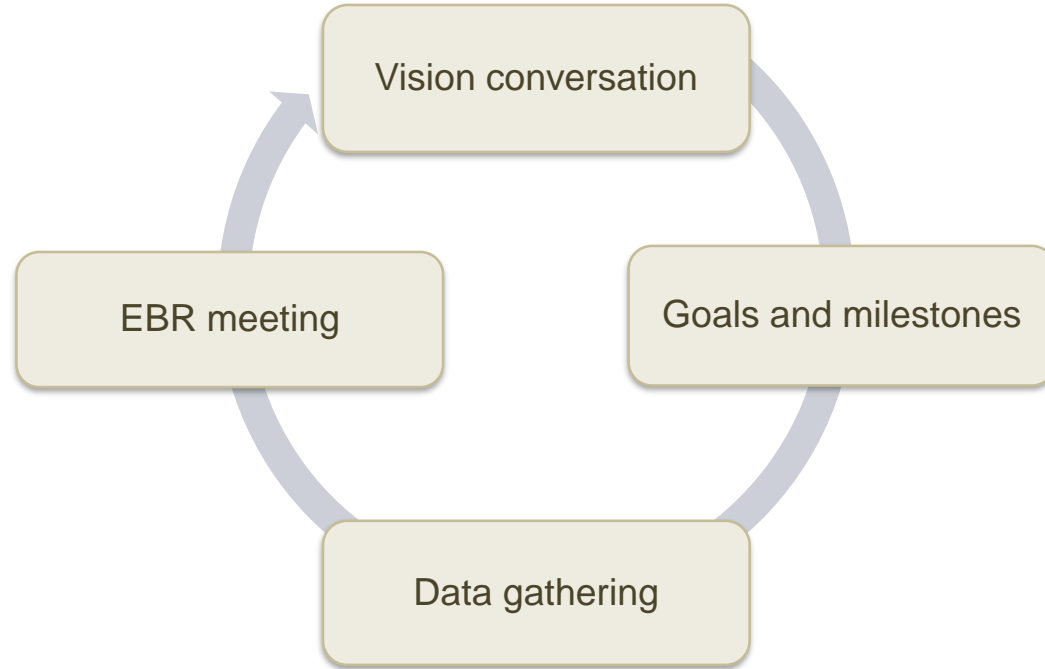 Vision conversation
Goals and milestones
Data gathering
EBR meeting